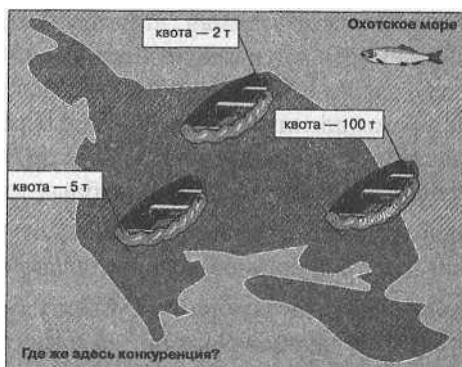 Охотское море
квота — 2 т
квота — 100 т
квота — 5 т
Где же здесь конкуренция?